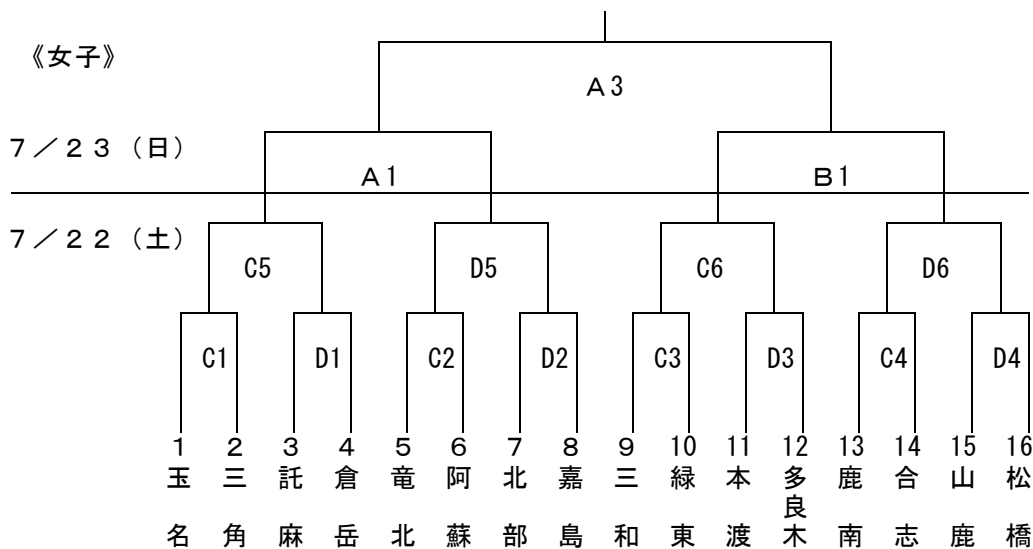 《女子》
A3
7／23（日）
A1 B1
7／22（土）
C5 D5 C6 D6
C1 D1 C2 D2 C3 D3 C4 D4
1 2 3 4 5 6 7 8 9 10 11 12 13 14 15 16
玉名 三角 託麻 倉岳 竜北 阿蘇 北部 嘉島 三和 緑東 本渡 多良木 鹿南 合志 山鹿 松橋